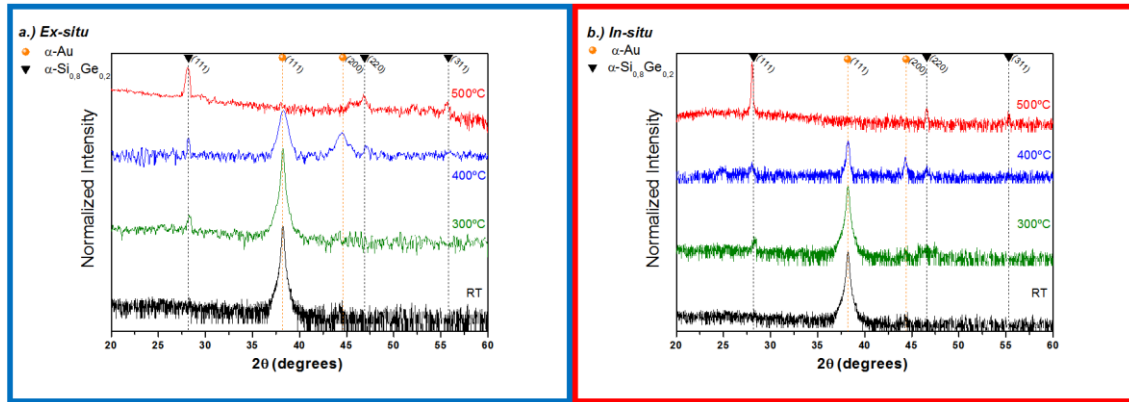 a.) Ex-situ
α-Au
α-Si0,8Ge0,2
(111)
(111)
(200)
(220)
(311)
500ºC
400ºC
300ºC
RT
Normalized Intensity
20 25 30 35 40 45 50 55 60
2θ (degrees)
b.) In-situ
α-Au
α-Si0,8Ge0,2
(111)
(111)
(200)
(220)
(311)
500ºC
400ºC
300ºC
RT
Normalized Intensity
20 25 30 35 40 45 50 55 60
2θ (degrees)